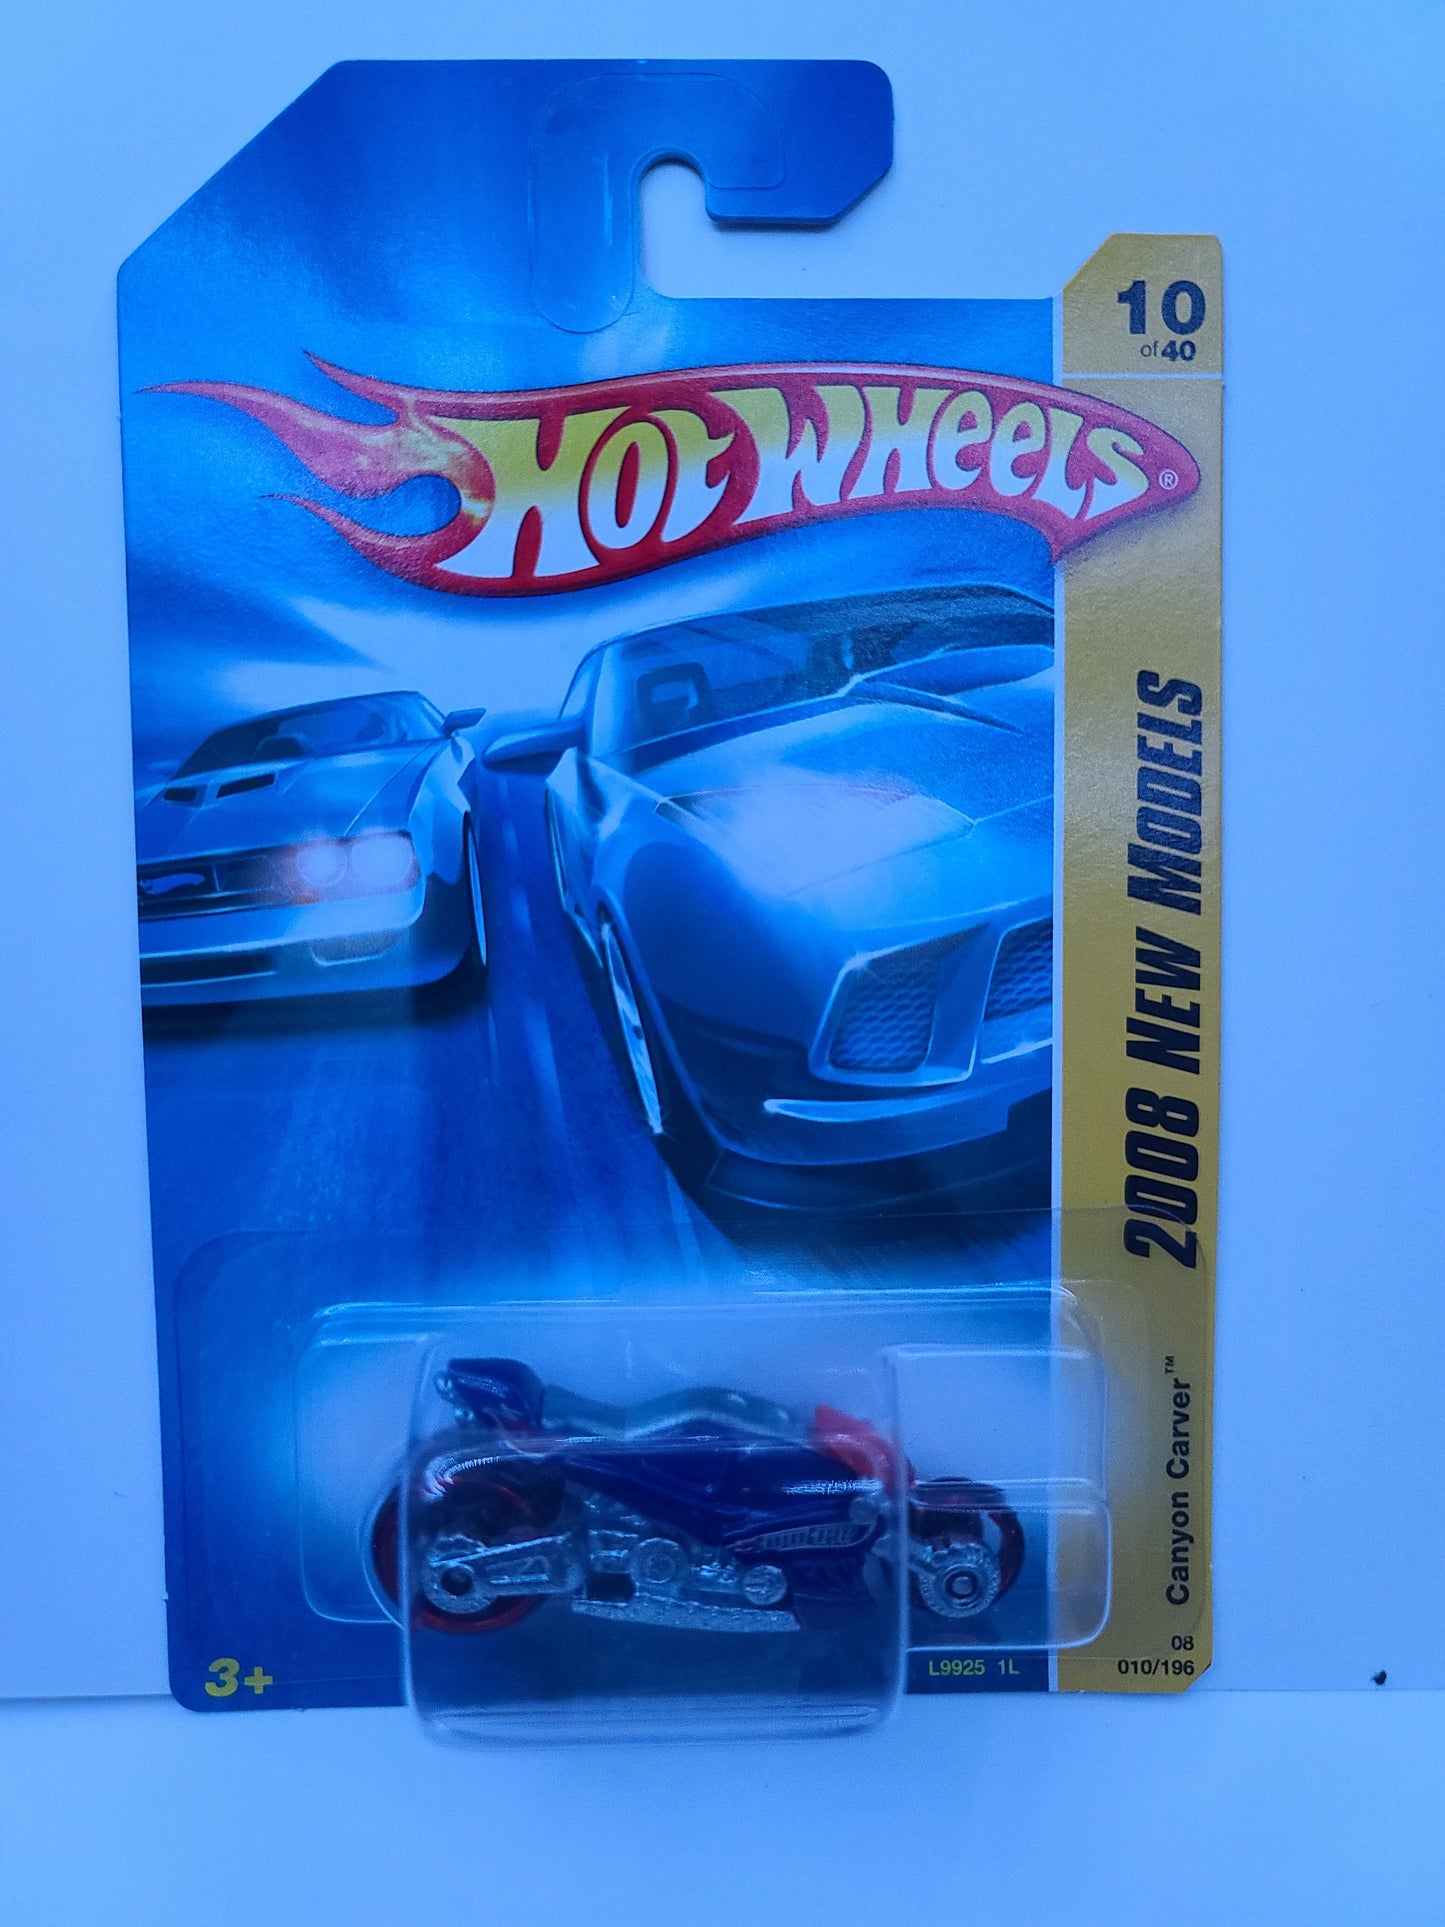 10
of 40
HOT WHEELS®
2008 NEW MODELS
Canyon Carver™
3+
L9925 1L
08
010/196